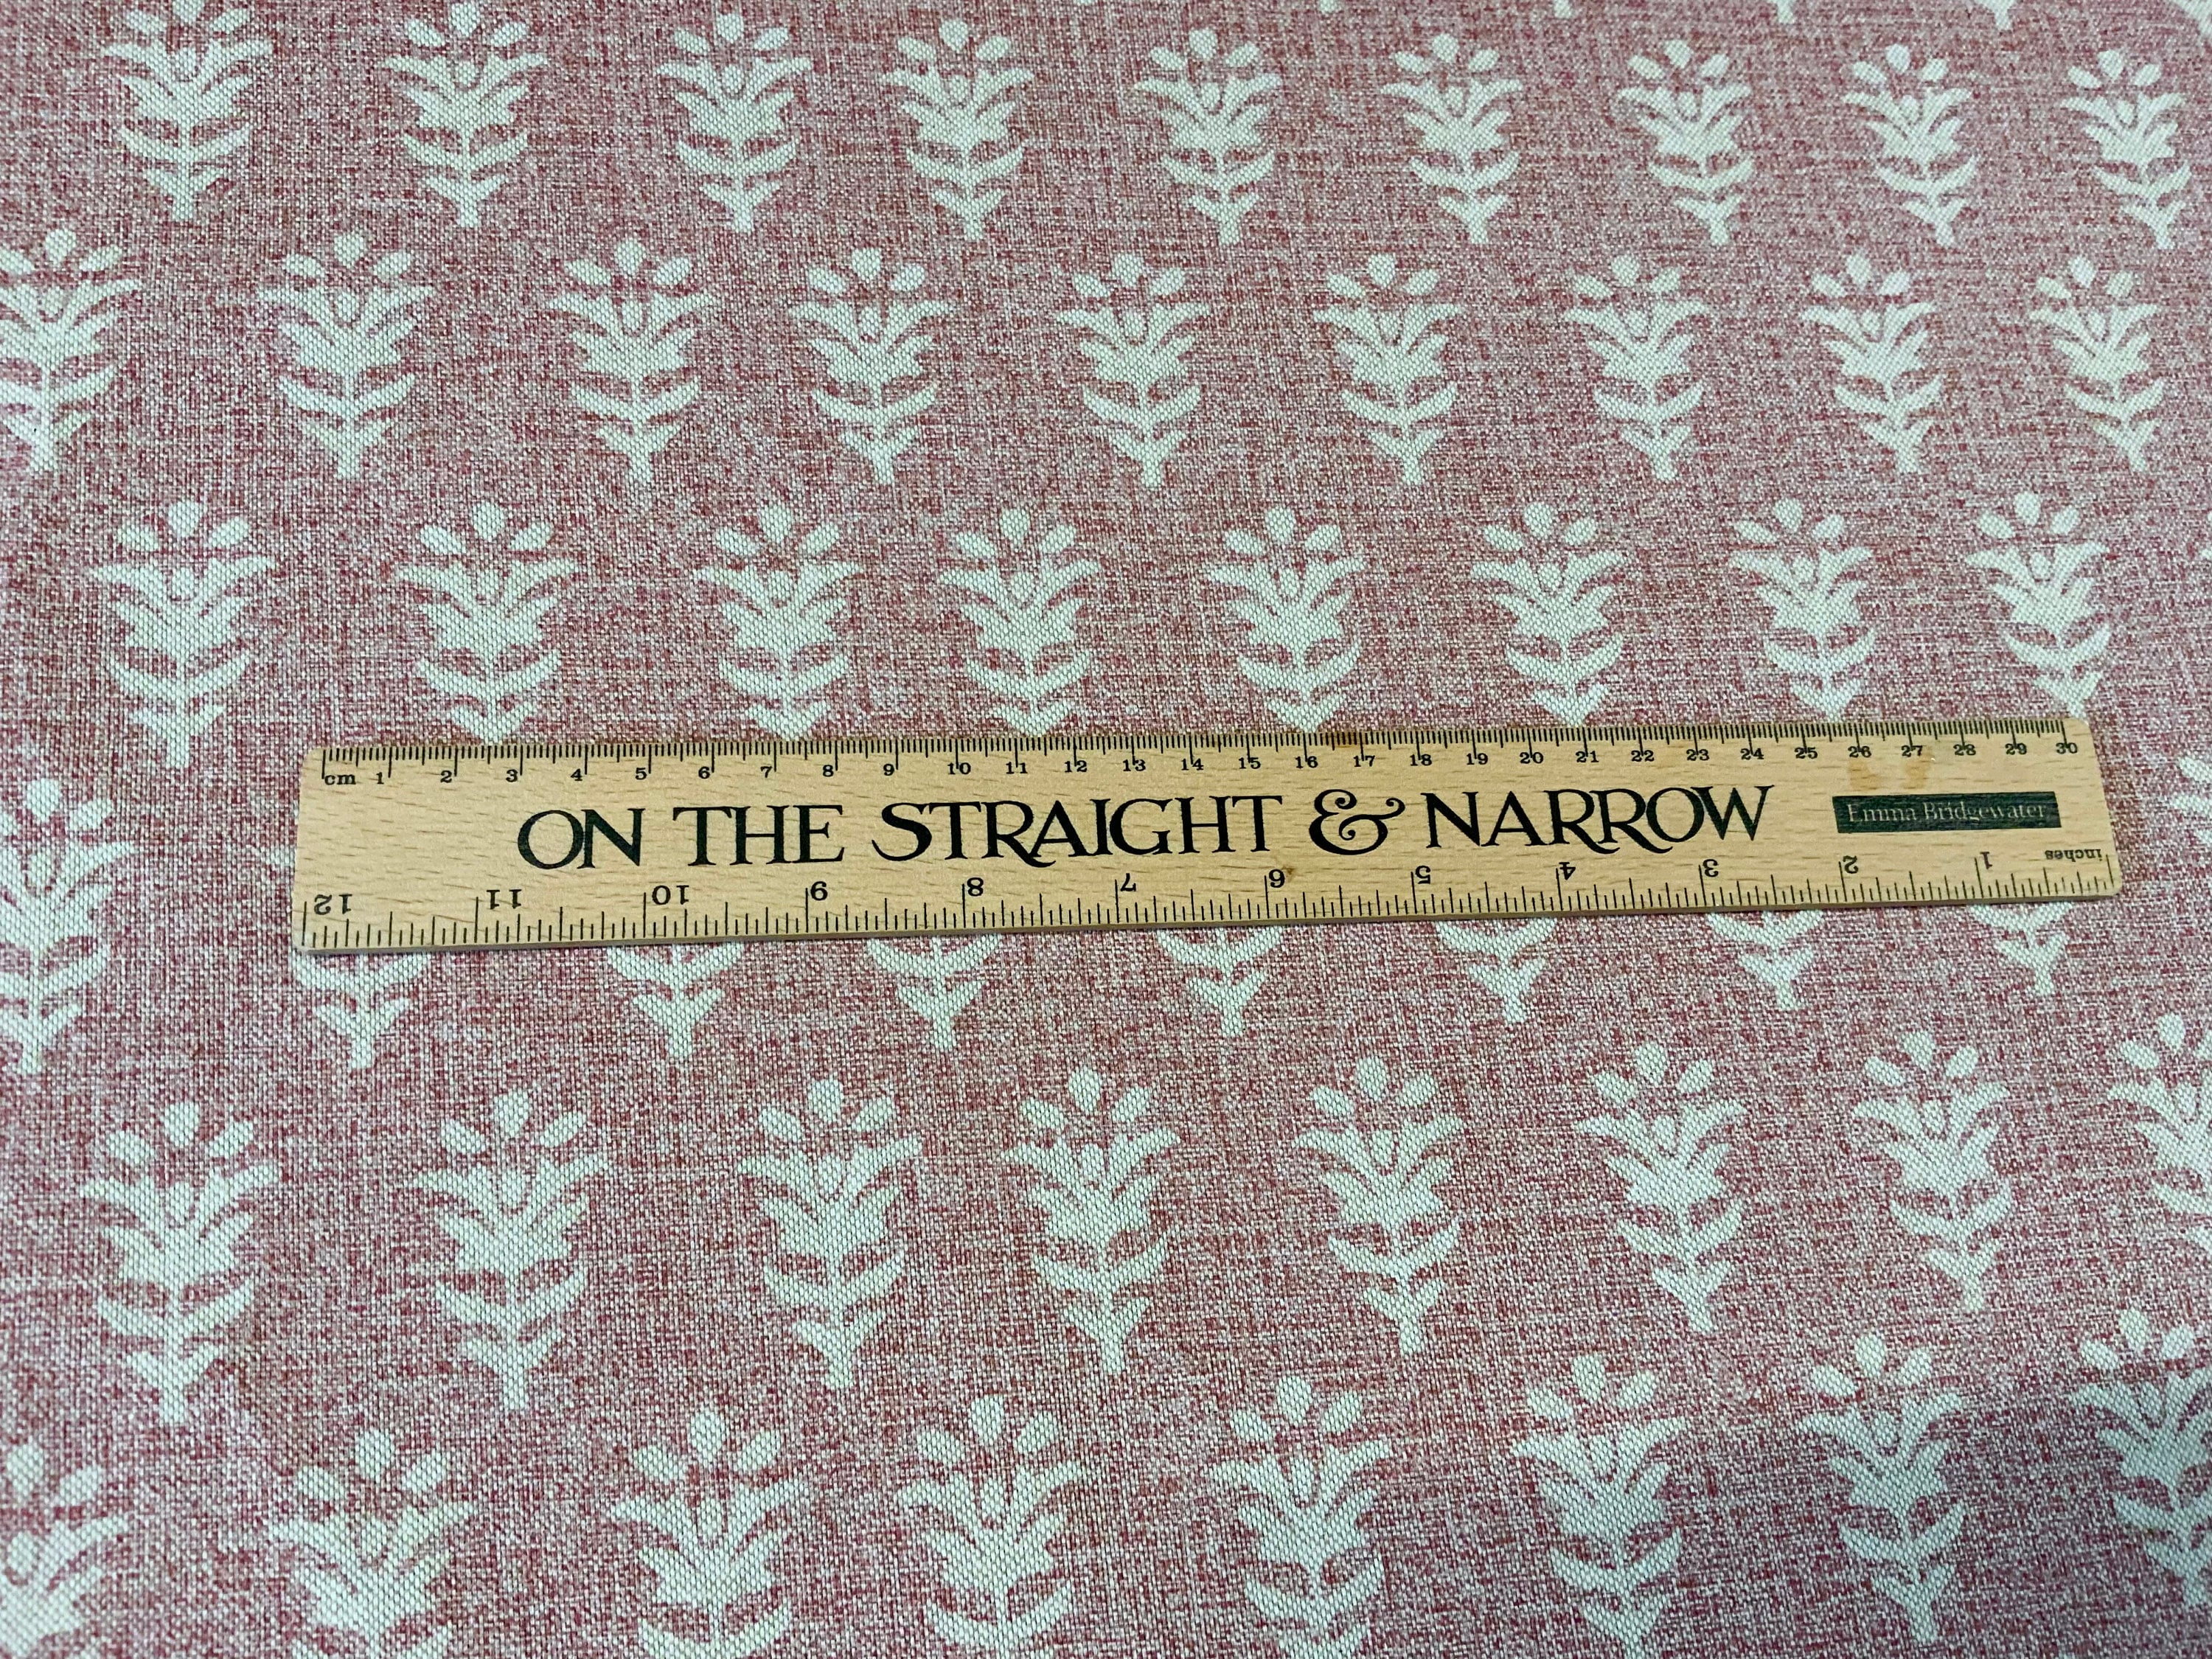 cm 1 2 3 4 5 6 7 8 9 10 11 12 13 14 15 16 17 18 19 20 21 22 23 24 25 26 27 28 29 30
ON THE STRAIGHT & NARROW
Emma Bridgewater
12 11 10 9 8 7 6 5 4 3 2 1 inches